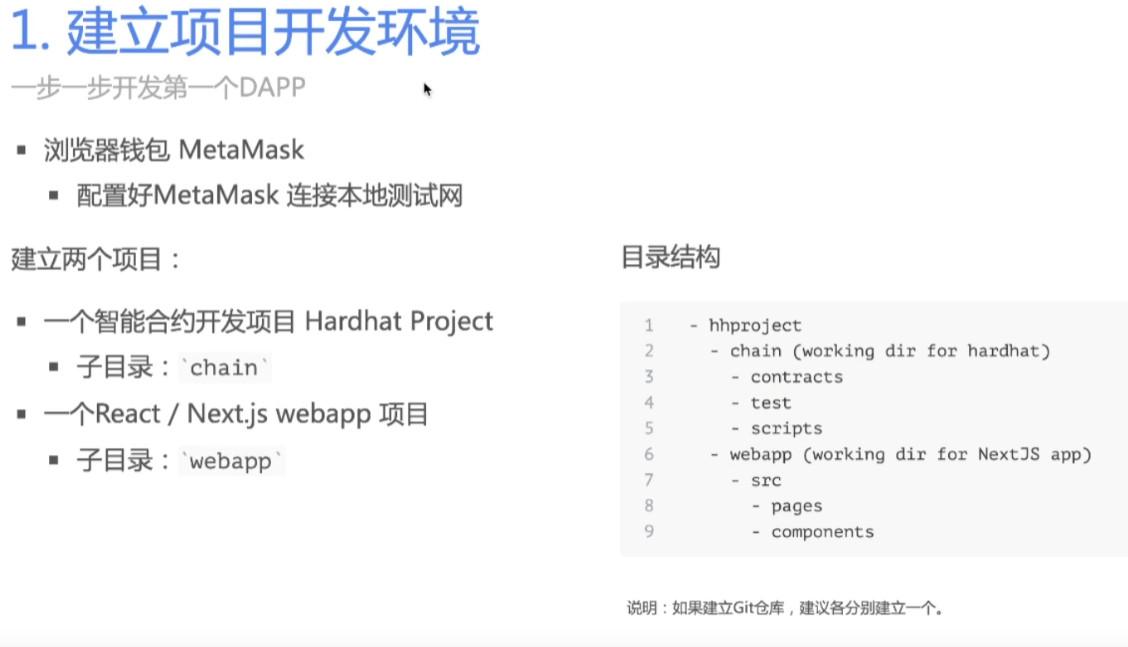 1. 建立项目开发环境
一步一步开发第一个DAPP
▪ 浏览器钱包 MetaMask
▪ 配置好MetaMask 连接本地测试网
建立两个项目：
▪ 一个智能合约开发项目 Hardhat Project
▪ 子目录：`chain`
▪ 一个React / Next.js webapp 项目
▪ 子目录：`webapp`
目录结构
1 - hhproject
2 - chain (working dir for hardhat)
3 - contracts
4 - test
5 - scripts
6 - webapp (working dir for NextJS app)
7 - src
8 - pages
9 - components
说明：如果建立Git仓库，建议各分别建立一个。